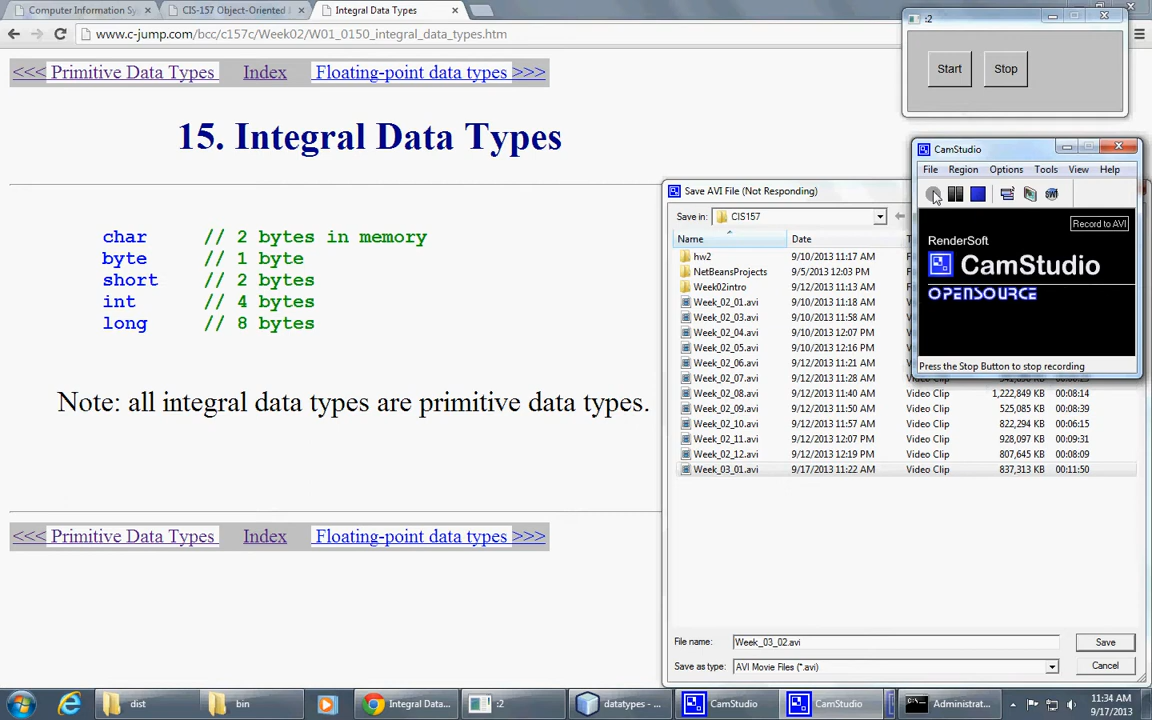 Computer Information Sy
CIS-157 Object-Oriented
Integral Data Types
www.c-jump.com/bcc/c157c/Week02/W01_0150_integral_data_types.htm
<<< Primitive Data Types Index Floating-point data types >>>
15. Integral Data Types
char // 2 bytes in memory
byte // 1 byte
short // 2 bytes
int // 4 bytes
long // 8 bytes
Note: all integral data types are primitive data types.
<<< Primitive Data Types Index Floating-point data types >>>
:2
Start Stop
CamStudio
File Region Options Tools View Help
Record to AVI
RenderSoft
CamStudio
OPENSOURCE
Press the Stop Button to stop recording
Save AVI File (Not Responding)
Save in: CIS157
Name Date
hw2 9/10/2013 11:17 AM F
NetBeansProjects 9/5/2013 12:03 PM F
Week02intro 9/12/2013 11:13 AM F
Week_02_01.avi 9/10/2013 11:18 AM
Week_02_03.avi 9/10/2013 11:58 AM
Week_02_04.avi 9/10/2013 12:07 PM
Week_02_05.avi 9/10/2013 12:16 PM
Week_02_06.avi 9/12/2013 11:21 AM
Week_02_07.avi 9/12/2013 11:28 AM
Week_02_08.avi 9/12/2013 11:40 AM Video Clip 1,222,849 KB 00:08:14
Week_02_09.avi 9/12/2013 11:50 AM Video Clip 525,085 KB 00:08:39
Week_02_10.avi 9/12/2013 11:57 AM Video Clip 822,294 KB 00:06:15
Week_02_11.avi 9/12/2013 12:07 PM Video Clip 928,097 KB 00:09:31
Week_02_12.avi 9/12/2013 12:19 PM Video Clip 807,645 KB 00:08:09
Week_03_01.avi 9/17/2013 11:22 AM Video Clip 837,313 KB 00:11:50
File name: Week_03_02.avi Save
Save as type: AVI Movie Files (*.avi) Cancel
dist
bin
Integral Data...
:2
datatypes - ...
CamStudio
CamStudio
Administrat...
11:34 AM
9/17/2013